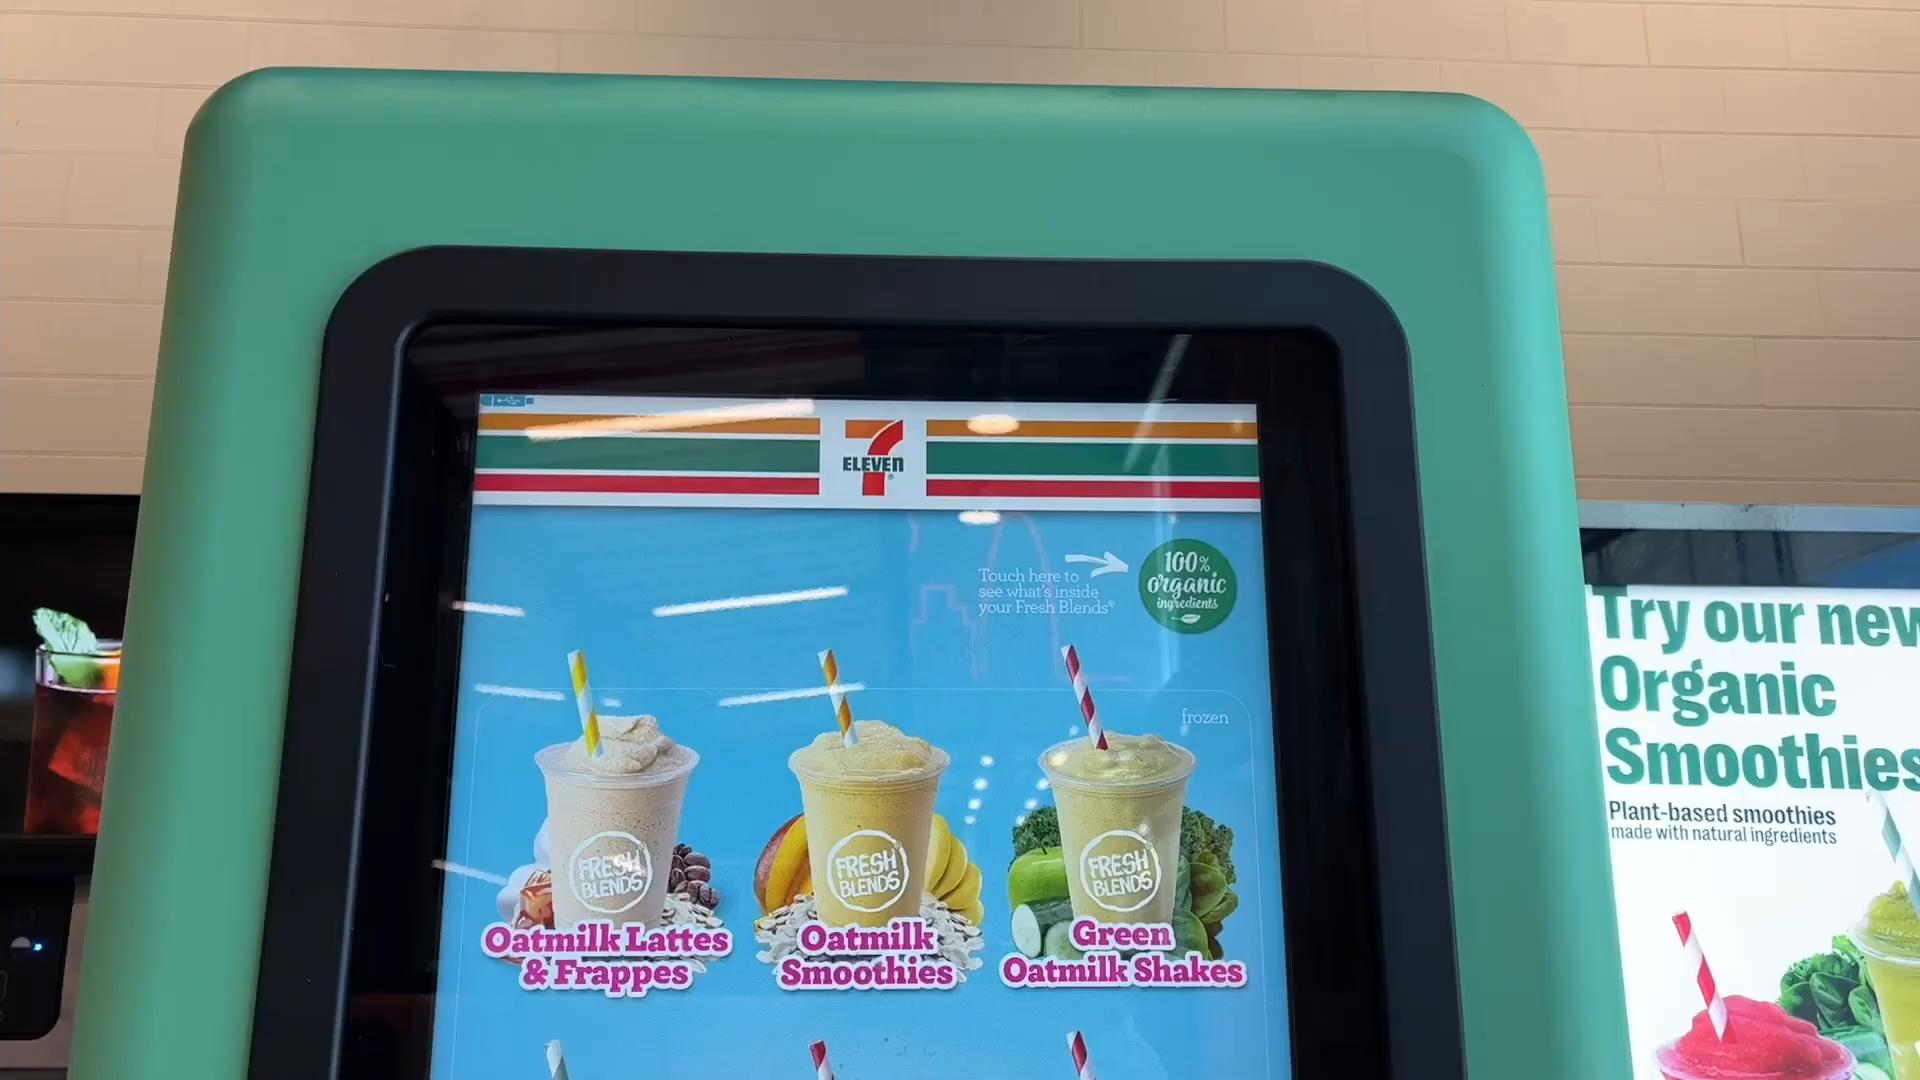 7
ELEVEN
Touch here to
see what's inside
your Fresh Blends®
100%
organic
ingredients
frozen
FRESH
BLENDS
FRESH
BLENDS
FRESH
BLENDS
Oatmilk Lattes
& Frappes
Oatmilk
Smoothies
Green
Oatmilk Shakes
Try our new
Organic
Smoothies
Plant-based smoothies
made with natural ingredients